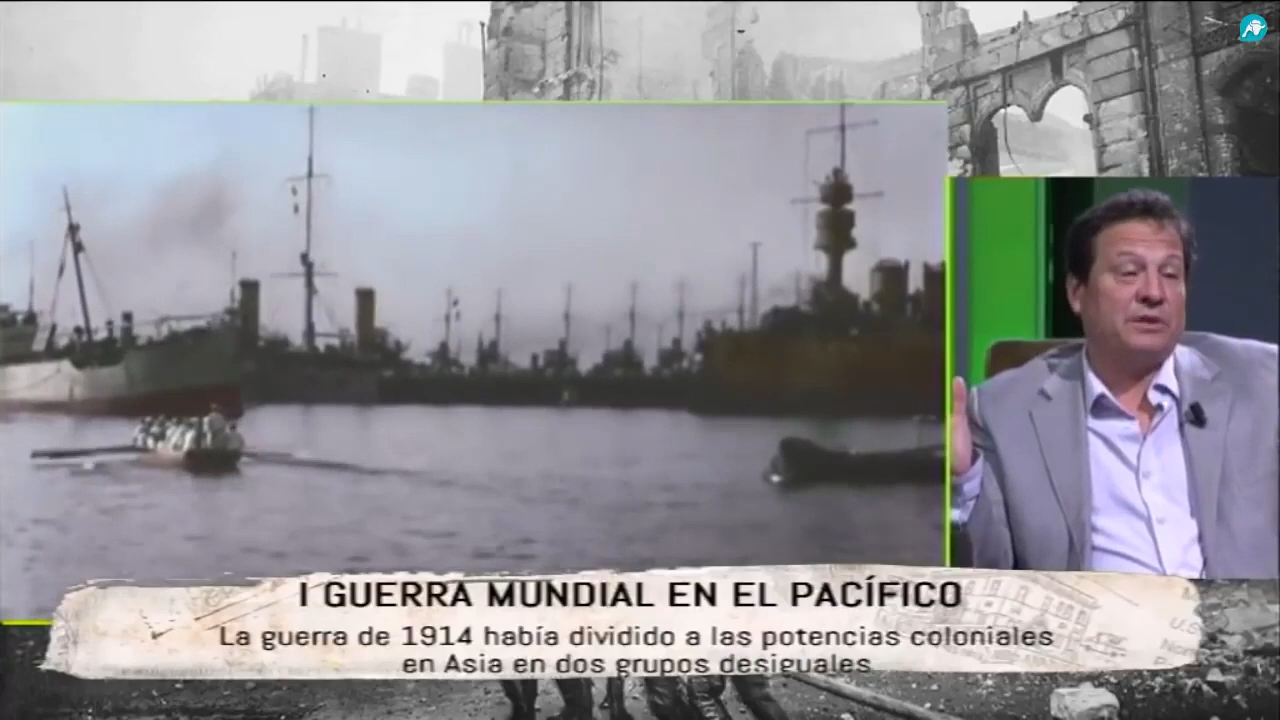 I GUERRA MUNDIAL EN EL PACÍFICO
La guerra de 1914 había dividido a las potencias coloniales
en Asia en dos grupos desiguales